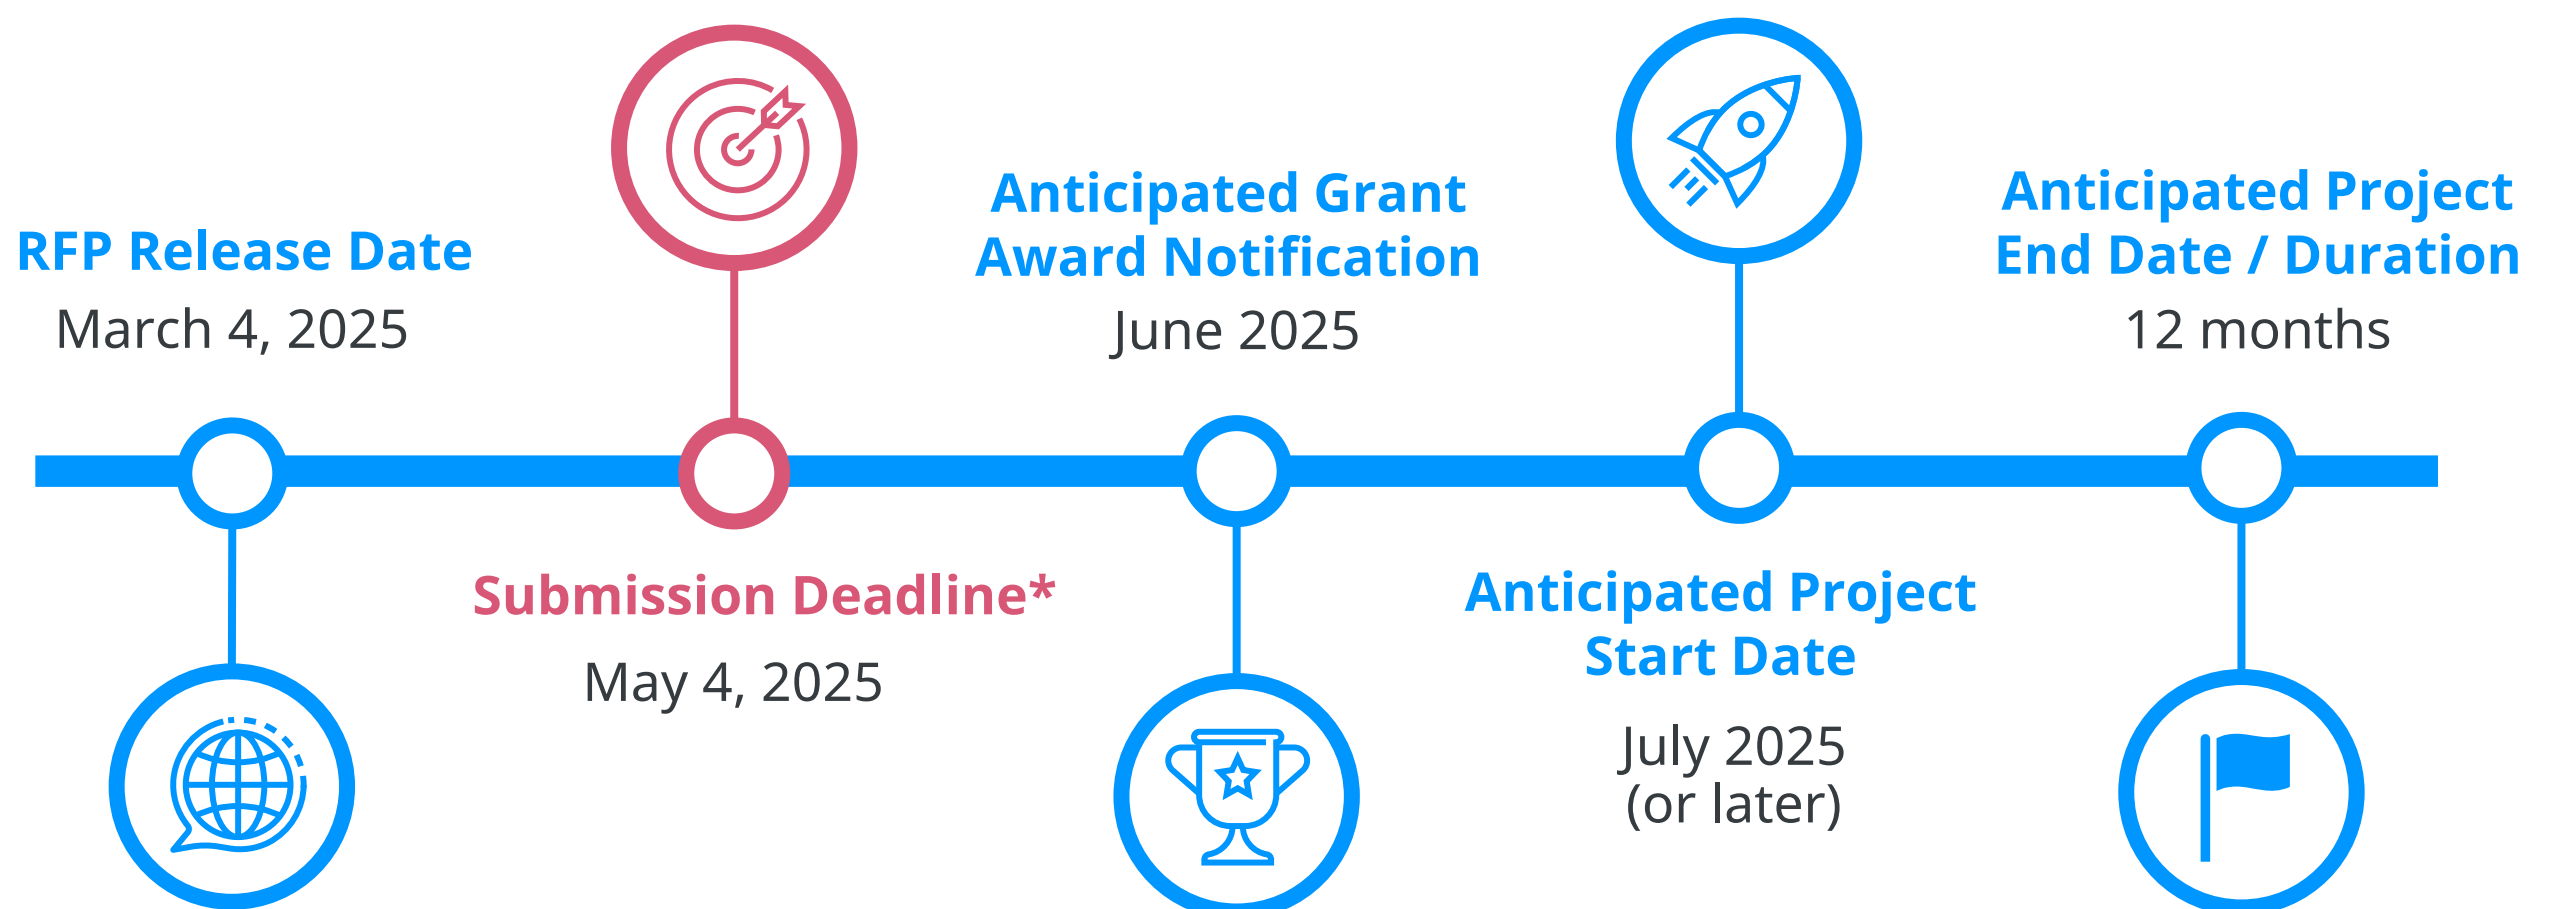 RFP Release Date
March 4, 2025
Submission Deadline*
May 4, 2025
Anticipated Grant
Award Notification
June 2025
Anticipated Project
Start Date
July 2025
(or later)
Anticipated Project
End Date / Duration
12 months